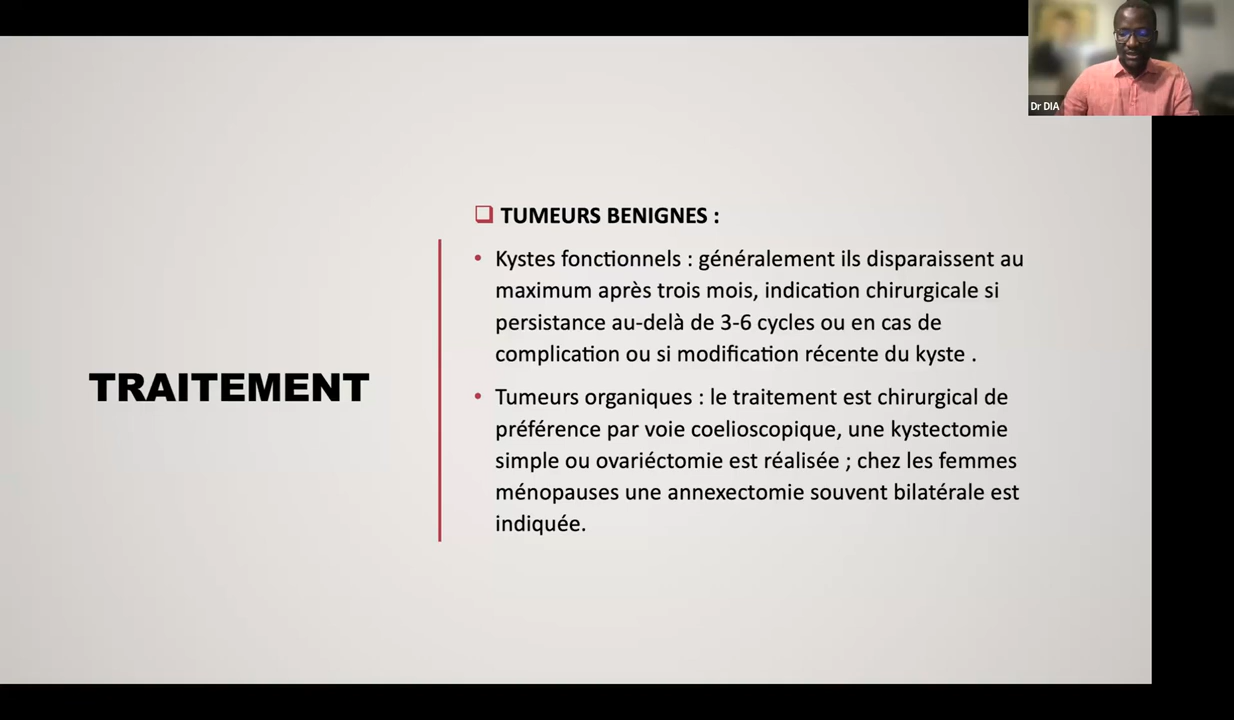 Dr DIA
TRAITEMENT
❑ TUMEURS BENIGNES :
• Kystes fonctionnels : généralement ils disparaissent au
maximum après trois mois, indication chirurgicale si
persistance au-delà de 3-6 cycles ou en cas de
complication ou si modification récente du kyste .
• Tumeurs organiques : le traitement est chirurgical de
préférence par voie coelioscopique, une kystectomie
simple ou ovariéctomie est réalisée ; chez les femmes
ménopauses une annexectomie souvent bilatérale est
indiquée.